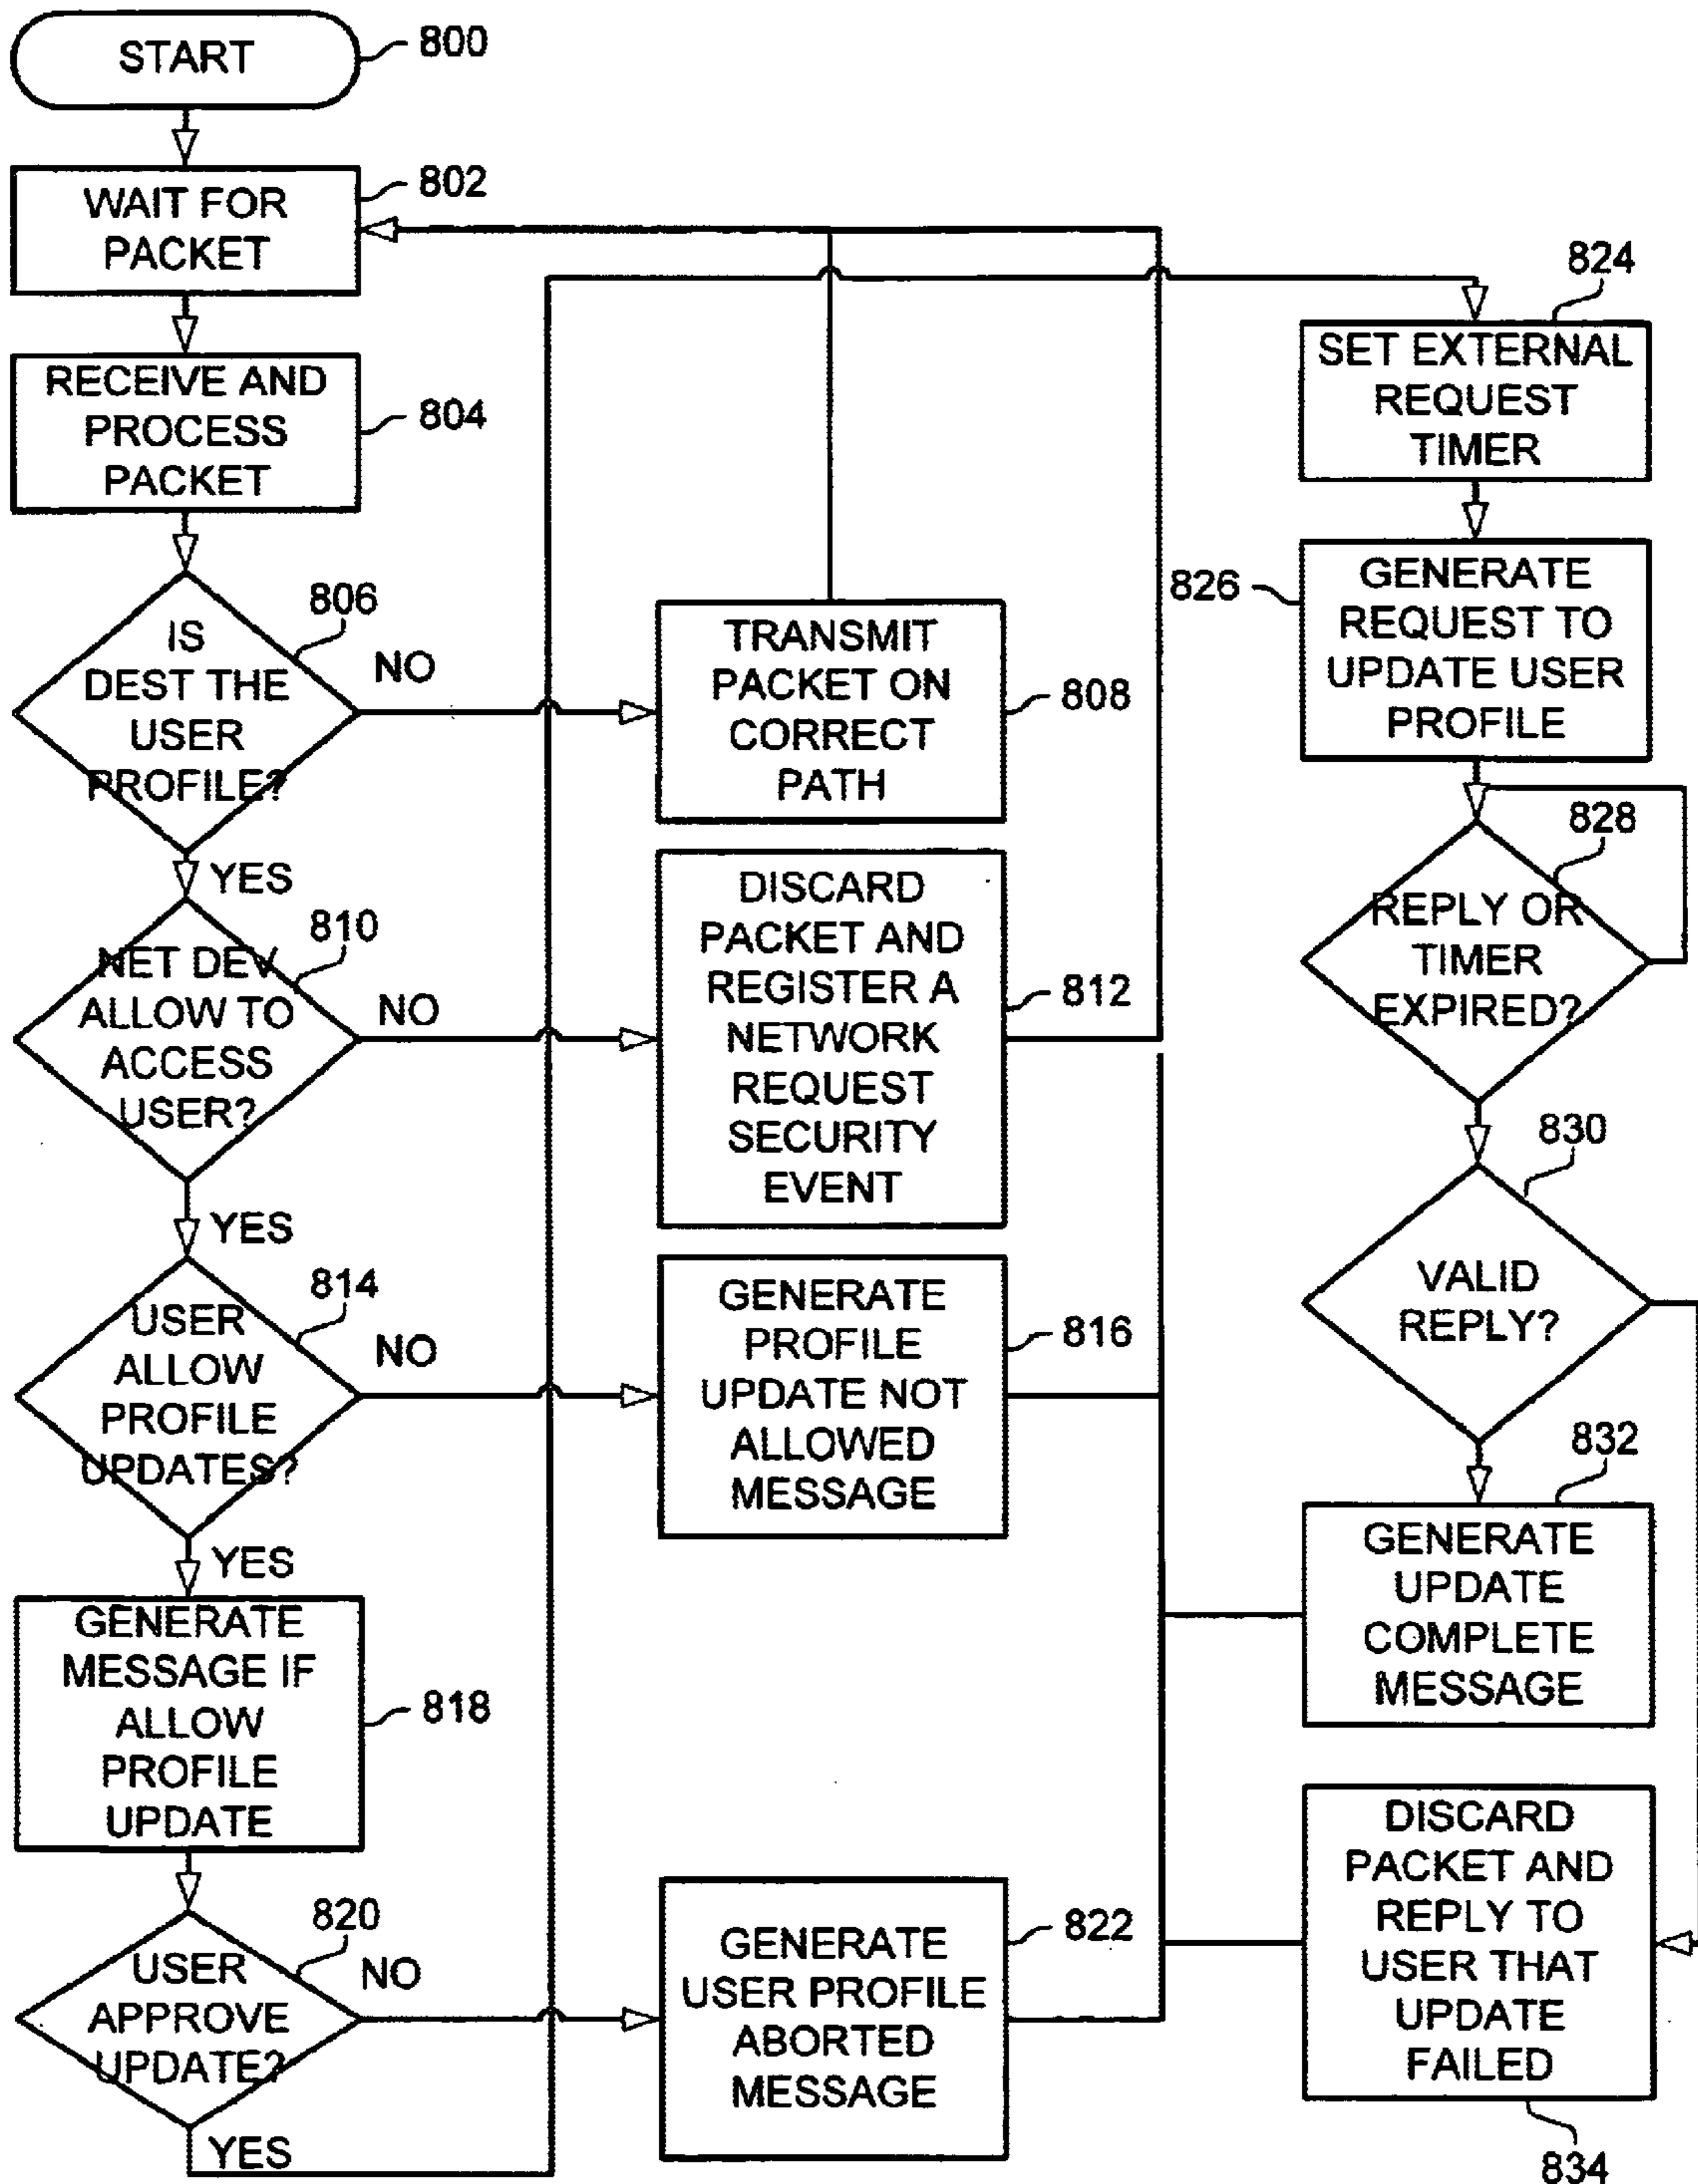 START
800
WAIT FOR
PACKET
802
RECEIVE AND
PROCESS
PACKET
804
IS
DEST THE
USER
PROFILE?
806
NO
YES
TRANSMIT
PACKET ON
CORRECT
PATH
808
NET DEV
ALLOW TO
ACCESS
USER?
810
NO
YES
DISCARD
PACKET AND
REGISTER A
NETWORK
REQUEST
SECURITY
EVENT
812
USER
ALLOW
PROFILE
UPDATES?
814
NO
YES
GENERATE
PROFILE
UPDATE NOT
ALLOWED
MESSAGE
816
GENERATE
MESSAGE IF
ALLOW
PROFILE
UPDATE
818
USER
APPROVE
UPDATE?
820
NO
YES
GENERATE
USER PROFILE
ABORTED
MESSAGE
822
824
SET EXTERNAL
REQUEST
TIMER
826
GENERATE
REQUEST TO
UPDATE USER
PROFILE
828
REPLY OR
TIMER
EXPIRED?
830
VALID
REPLY?
832
GENERATE
UPDATE
COMPLETE
MESSAGE
DISCARD
PACKET AND
REPLY TO
USER THAT
UPDATE
FAILED
834